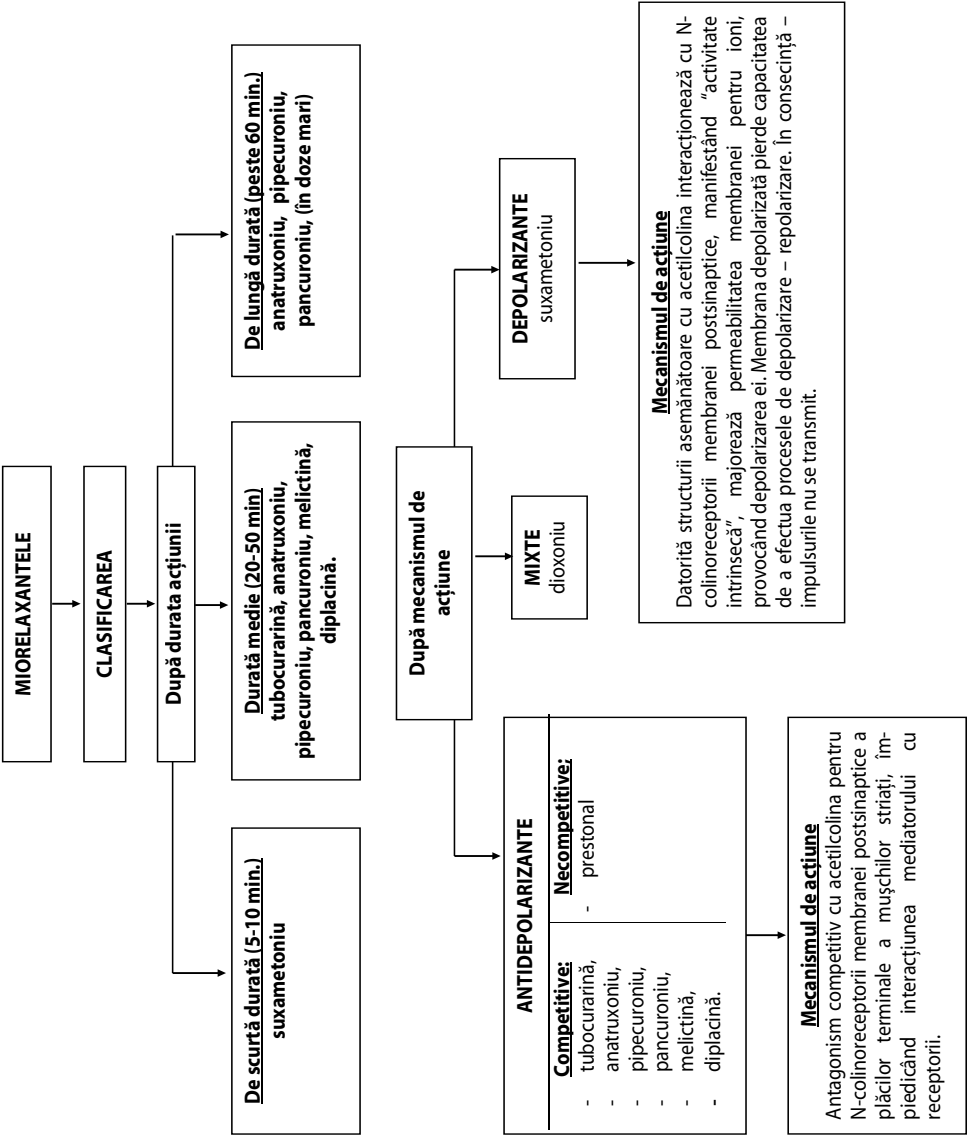 MIORELAXANTELE
CLASIFICAREA
După durata acțiunii
De scurtă durată (5-10 min.)
suxametoniu
Durată medie (20-50 min)
tubocurarină, anatruxoniu,
pipecuroniu, pancuroniu, melictină,
diplacină.
De lungă durată (peste 60 min.)
anatruxoniu, pipecuroniu,
pancuroniu, (în doze mari)
După mecanismul de
acțiune
ANTIDEPOLARIZANTE
Competitive:
- tubocurarină,
- anatruxoniu,
- pipecuroniu,
- pancuroniu,
- melictină,
- diplacină.
Necompetitive:
- prestonal
MIXTE
dioxoniu
DEPOLARIZANTE
suxametoniu
Mecanismul de acțiune
Antagonism competitiv cu acetilcolina pentru
N-colinoreceptorii membranei postsinaptice a
plăcilor terminale a mușchilor striați, îm-
piedicând interacțiunea mediatorului cu
receptorii.
Mecanismul de acțiune
Datorită structurii asemănătoare cu acetilcolina interacționează cu N-
colinoreceptorii membranei postsinaptice, manifestând "activitate
intrinsecă", majorează permeabilitatea membranei pentru ioni,
provocând depolarizarea ei. Membrana depolarizată pierde capacitatea
de a efectua procesele de depolarizare – repolarizare. În consecință –
impulsurile nu se transmit.